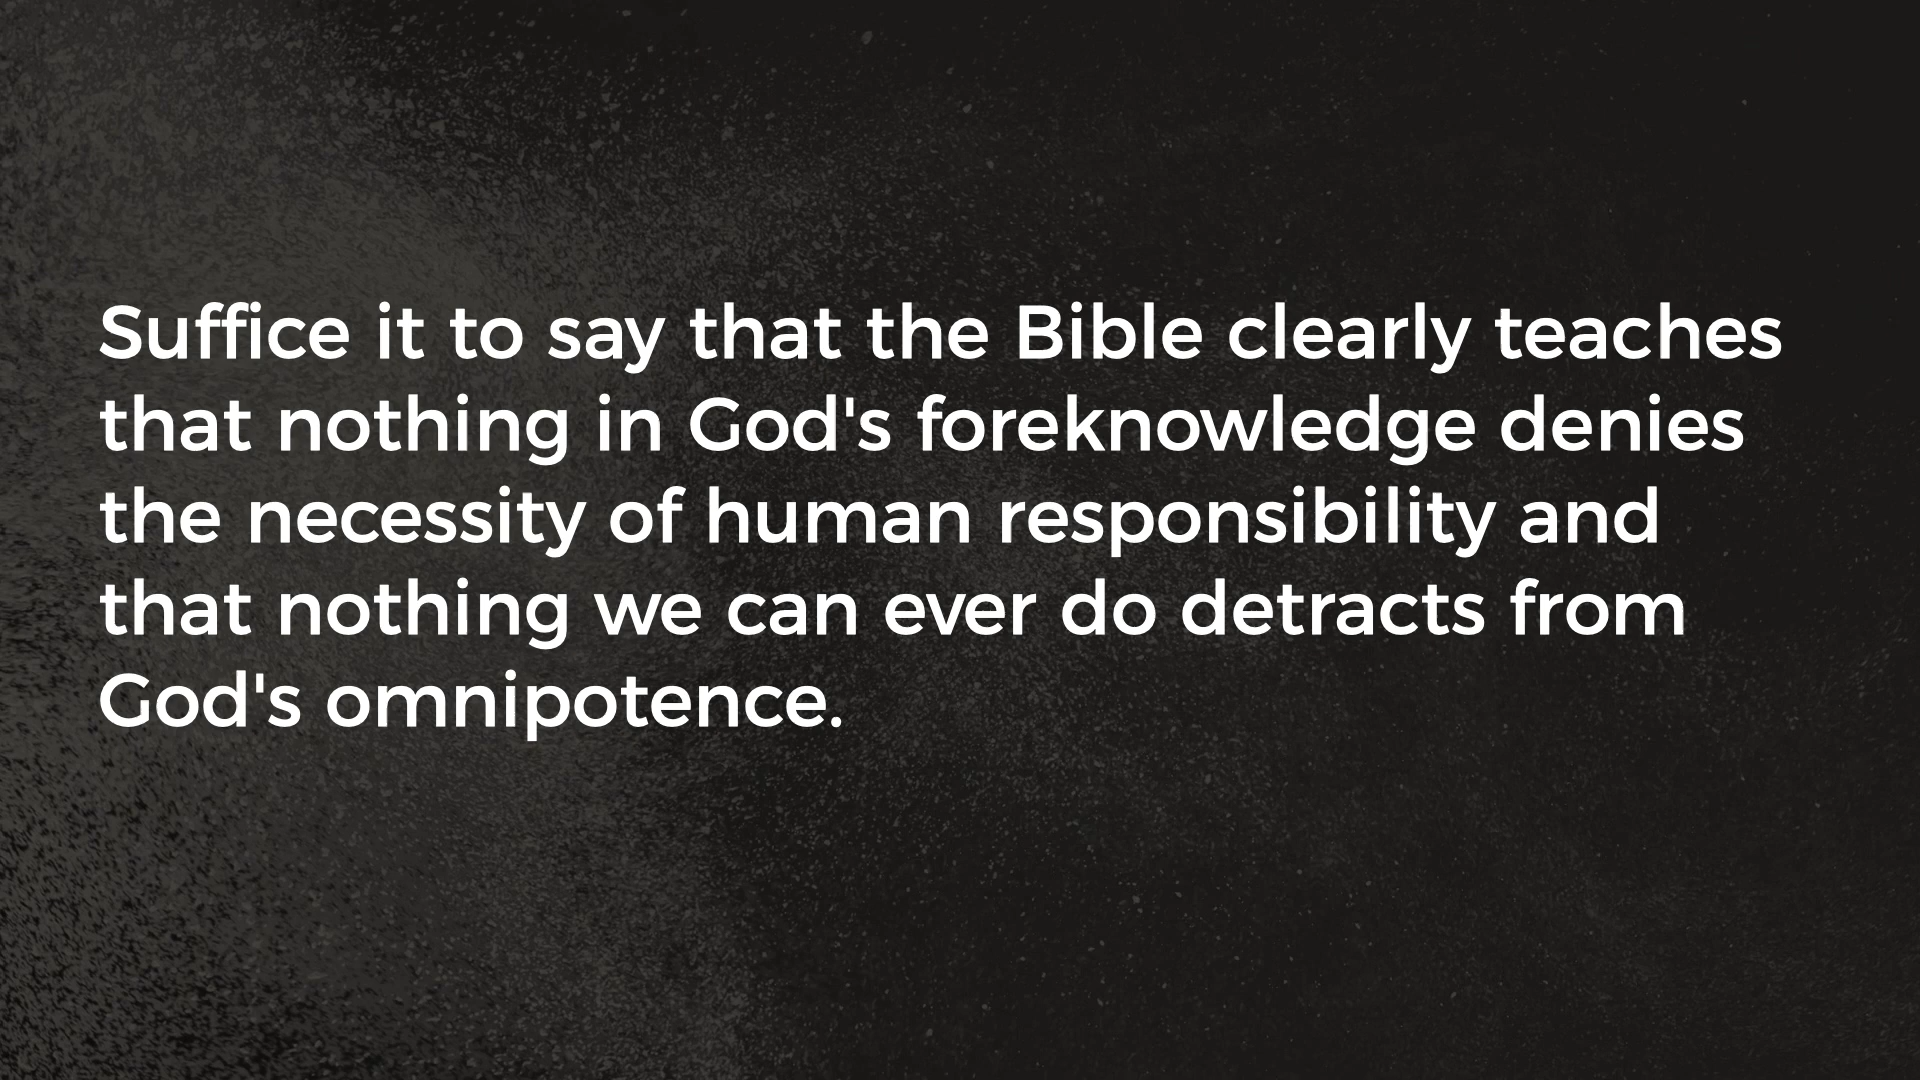 Suffice it to say that the Bible clearly teaches
that nothing in God's foreknowledge denies
the necessity of human responsibility and
that nothing we can ever do detracts from
God's omnipotence.